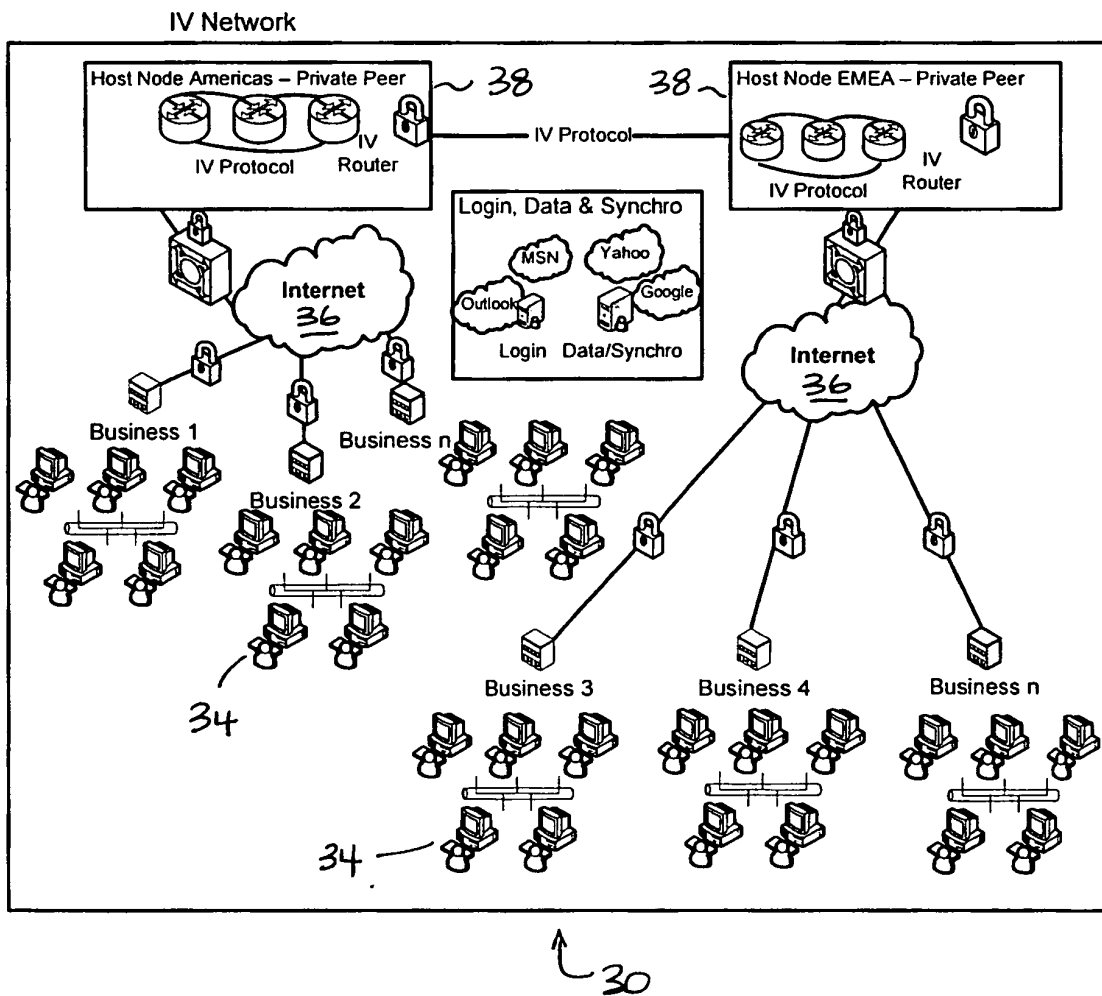 IV Network
Host Node Americas – Private Peer
38
IV Protocol
IV
Router
IV Protocol
38
Host Node EMEA – Private Peer
IV Protocol
IV
Router
Login, Data & Synchro
MSN
Yahoo
Outlook
Google
Login
Data/Synchro
Internet
36
Internet
36
Business 1
Business 2
Business n
34
Business 3
Business 4
Business n
34
30